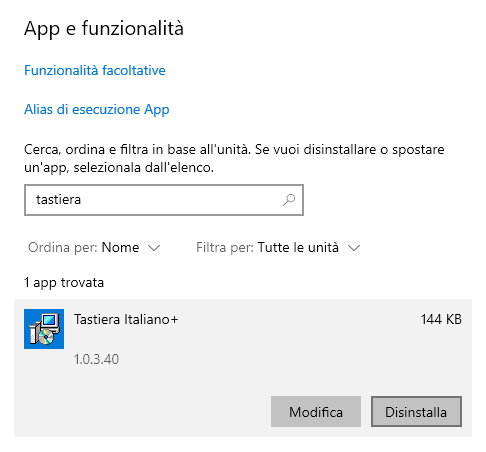 App e funzionalità
Funzionalità facoltative
Alias di esecuzione App
Cerca, ordina e filtra in base all'unità. Se vuoi disinstallare o spostare
un'app, selezionala dall'elenco.
tastiera
Ordina per: Nome
Filtra per: Tutte le unità
1 app trovata
Tastiera Italiano+
144 KB
1.0.3.40
Modifica
Disinstalla